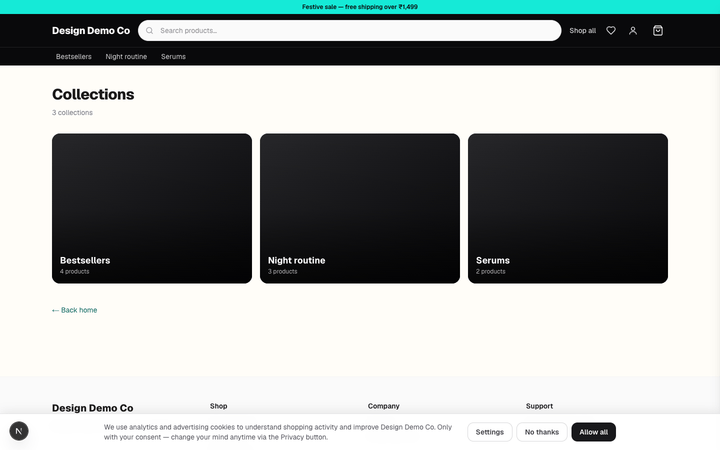 Festive sale — free shipping over ₹1,499
Design Demo Co
Search products...
Shop all
Bestsellers
Night routine
Serums
Collections
3 collections
Bestsellers
4 products
Night routine
3 products
Serums
2 products
← Back home
Design Demo Co
Shop
Company
Support
N
We use analytics and advertising cookies to understand shopping activity and improve Design Demo Co. Only
with your consent — change your mind anytime via the Privacy button.
Settings
No thanks
Allow all